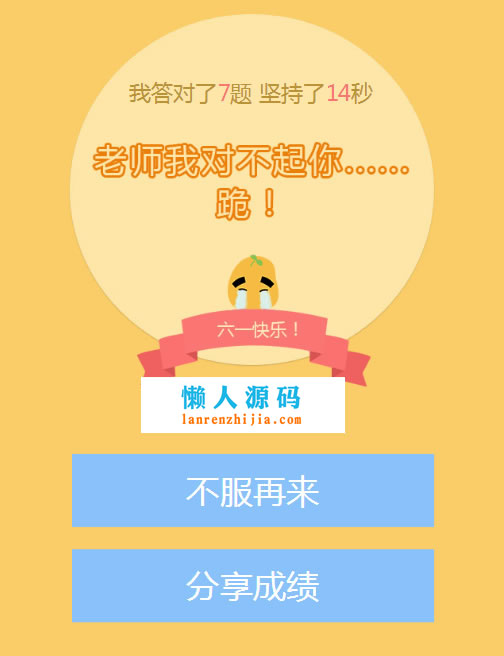 我答对了7题 坚持了14秒
老师我对不起你……
跪！
六一快乐！
懒人源码
lanrenzhijia.com
不服再来
分享成绩